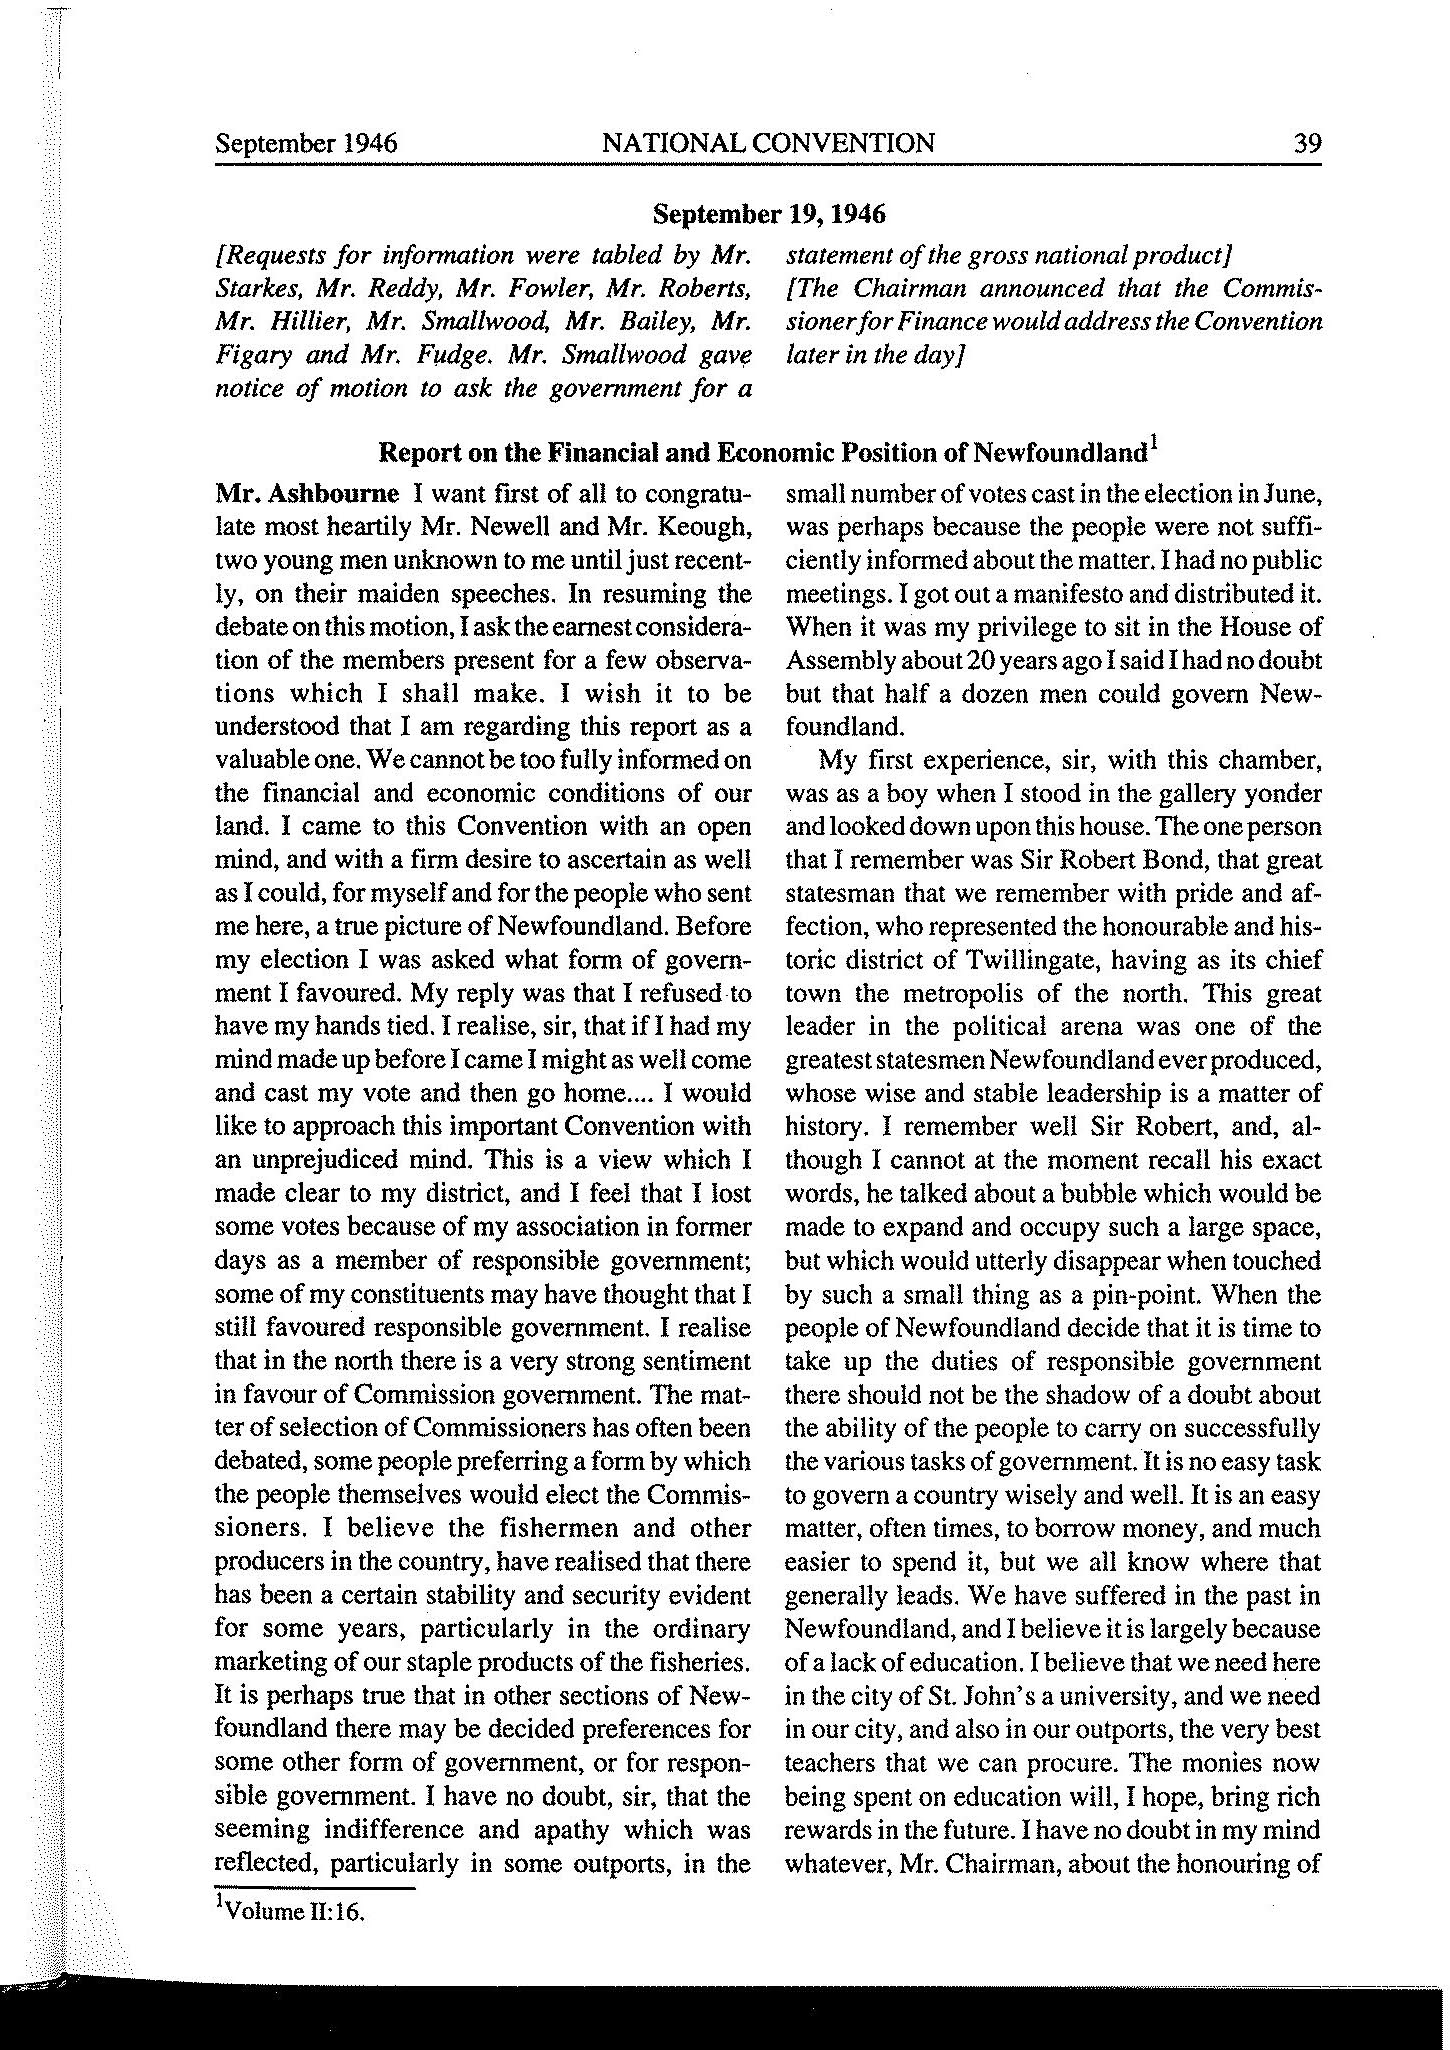 September 1946 NATIONAL CONVENTION 39
September 19, 1946
[Requests for information were tabled by Mr.
Starkes, Mr. Reddy, Mr. Fowler, Mr. Roberts,
Mr. Hillier, Mr. Smallwood, Mr. Bailey, Mr.
Figary and Mr. Fudge. Mr. Smallwood gave
notice of motion to ask the government for a
statement of the gross national product]
[The Chairman announced that the Commis-
sioner for Finance would address the Convention
later in the day]
Report on the Financial and Economic Position of Newfoundland¹
Mr. Ashbourne I want first of all to congratu-
late most heartily Mr. Newell and Mr. Keough,
two young men unknown to me until just recent-
ly, on their maiden speeches. In resuming the
debate on this motion, I ask the earnest considera-
tion of the members present for a few observa-
tions which I shall make. I wish it to be
understood that I am regarding this report as a
valuable one. We cannot be too fully informed on
the financial and economic conditions of our
land. I came to this Convention with an open
mind, and with a firm desire to ascertain as well
as I could, for myself and for the people who sent
me here, a true picture of Newfoundland. Before
my election I was asked what form of govern-
ment I favoured. My reply was that I refused to
have my hands tied. I realise, sir, that if I had my
mind made up before I came I might as well come
and cast my vote and then go home.... I would
like to approach this important Convention with
an unprejudiced mind. This is a view which I
made clear to my district, and I feel that I lost
some votes because of my association in former
days as a member of responsible government;
some of my constituents may have thought that I
still favoured responsible government. I realise
that in the north there is a very strong sentiment
in favour of Commission government. The mat-
ter of selection of Commissioners has often been
debated, some people preferring a form by which
the people themselves would elect the Commis-
sioners. I believe the fishermen and other
producers in the country, have realised that there
has been a certain stability and security evident
for some years, particularly in the ordinary
marketing of our staple products of the fisheries.
It is perhaps true that in other sections of New-
foundland there may be decided preferences for
some other form of government, or for respon-
sible government. I have no doubt, sir, that the
seeming indifference and apathy which was
reflected, particularly in some outports, in the
small number of votes cast in the election in June,
was perhaps because the people were not suffi-
ciently informed about the matter. I had no public
meetings. I got out a manifesto and distributed it.
When it was my privilege to sit in the House of
Assembly about 20 years ago I said I had no doubt
but that half a dozen men could govern New-
foundland.
My first experience, sir, with this chamber,
was as a boy when I stood in the gallery yonder
and looked down upon this house. The one person
that I remember was Sir Robert Bond, that great
statesman that we remember with pride and af-
fection, who represented the honourable and his-
toric district of Twillingate, having as its chief
town the metropolis of the north. This great
leader in the political arena was one of the
greatest statesmen Newfoundland ever produced,
whose wise and stable leadership is a matter of
history. I remember well Sir Robert, and, al-
though I cannot at the moment recall his exact
words, he talked about a bubble which would be
made to expand and occupy such a large space,
but which would utterly disappear when touched
by such a small thing as a pin-point. When the
people of Newfoundland decide that it is time to
take up the duties of responsible government
there should not be the shadow of a doubt about
the ability of the people to carry on successfully
the various tasks of government. It is no easy task
to govern a country wisely and well. It is an easy
matter, often times, to borrow money, and much
easier to spend it, but we all know where that
generally leads. We have suffered in the past in
Newfoundland, and I believe it is largely because
of a lack of education. I believe that we need here
in the city of St. John's a university, and we need
in our city, and also in our outports, the very best
teachers that we can procure. The monies now
being spent on education will, I hope, bring rich
rewards in the future. I have no doubt in my mind
whatever, Mr. Chairman, about the honouring of
¹Volume II:16.